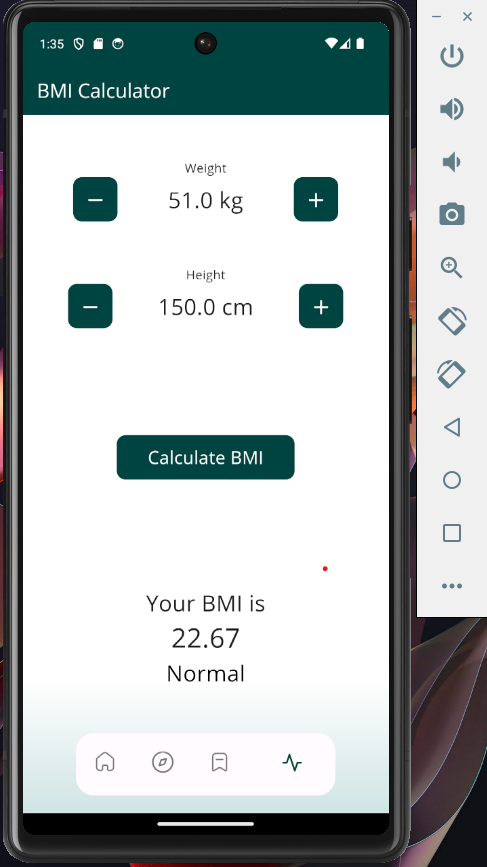 1:35
BMI Calculator
Weight
− 51.0 kg +
Height
− 150.0 cm +
Calculate BMI
Your BMI is
22.67
Normal